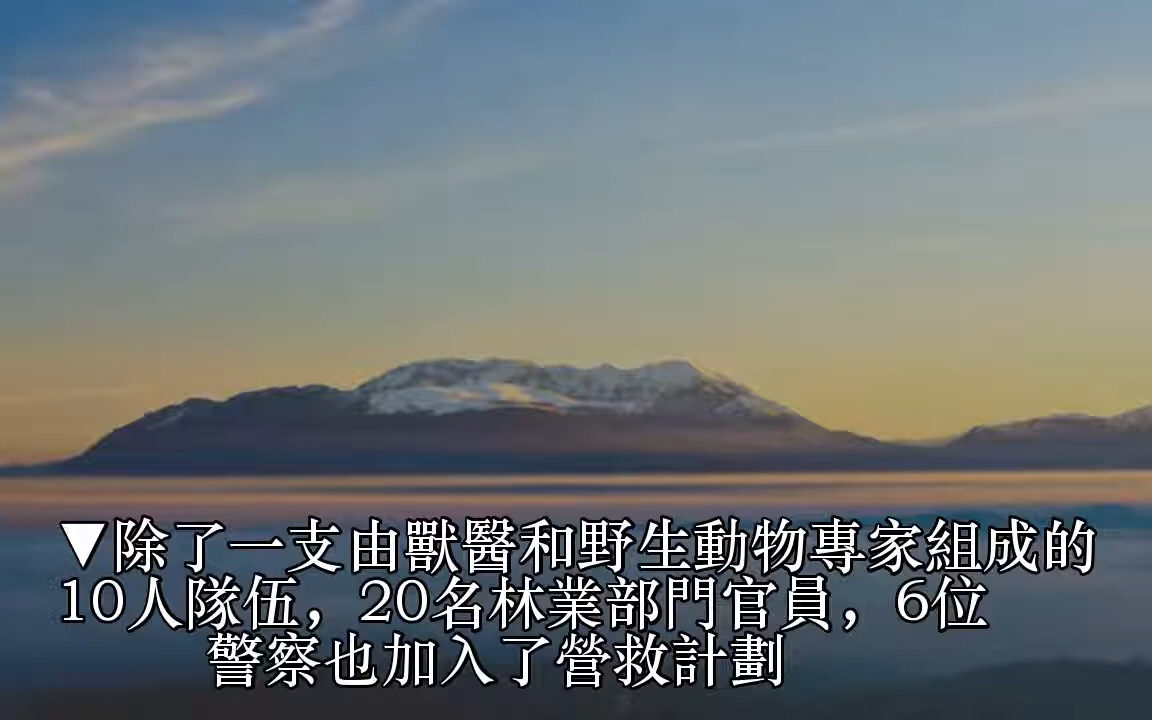 ▼除了一支由獸醫和野生動物專家組成的
10人隊伍，20名林業部門官員，6位
警察也加入了營救計劃